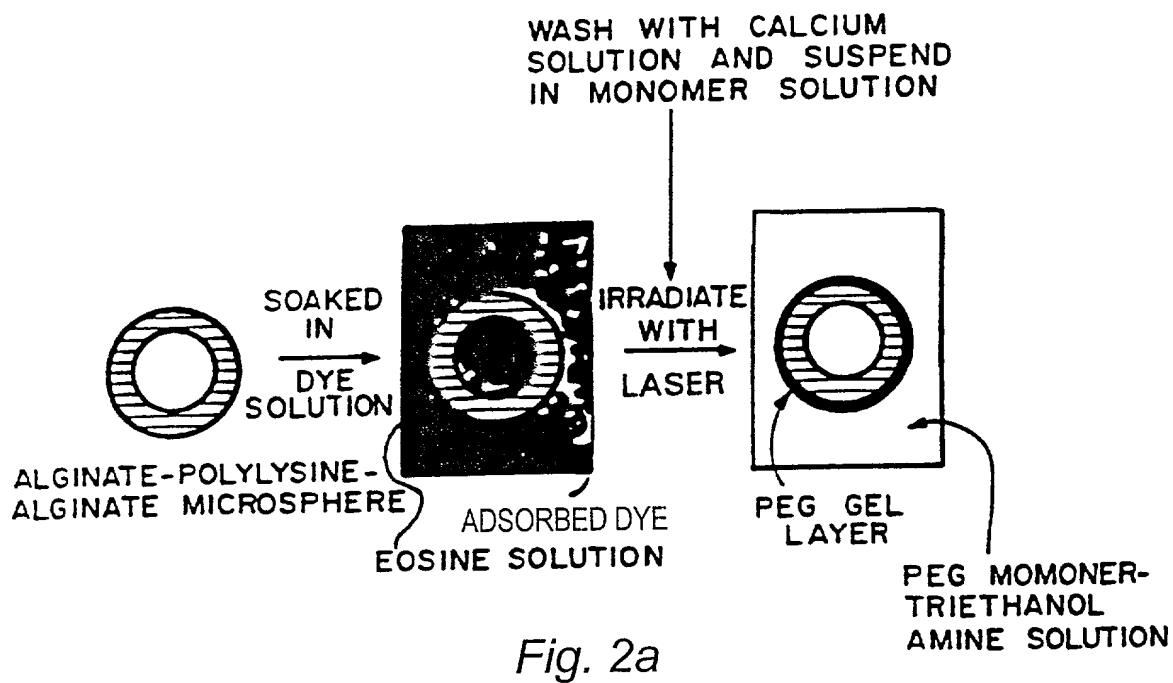 WASH WITH CALCIUM
SOLUTION AND SUSPEND
IN MONOMER SOLUTION
SOAKED
IN
DYE
SOLUTION
IRRADIATE
WITH
LASER
ALGINATE-POLYLYSINE-
ALGINATE MICROSPHERE
ADSORBED DYE
EOSINE SOLUTION
PEG GEL
LAYER
PEG MOMONER-
TRIETHANOL
AMINE SOLUTION
Fig. 2a